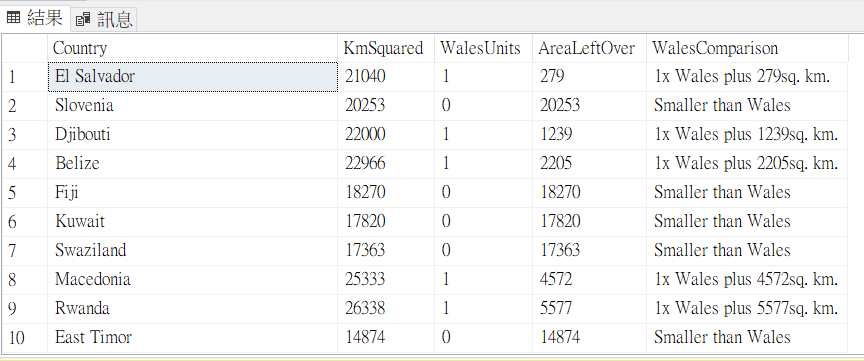 結果 訊息
Country KmSquared WalesUnits AreaLeftOver WalesComparison
1 El Salvador 21040 1 279 1x Wales plus 279sq. km.
2 Slovenia 20253 0 20253 Smaller than Wales
3 Djibouti 22000 1 1239 1x Wales plus 1239sq. km.
4 Belize 22966 1 2205 1x Wales plus 2205sq. km.
5 Fiji 18270 0 18270 Smaller than Wales
6 Kuwait 17820 0 17820 Smaller than Wales
7 Swaziland 17363 0 17363 Smaller than Wales
8 Macedonia 25333 1 4572 1x Wales plus 4572sq. km.
9 Rwanda 26338 1 5577 1x Wales plus 5577sq. km.
10 East Timor 14874 0 14874 Smaller than Wales